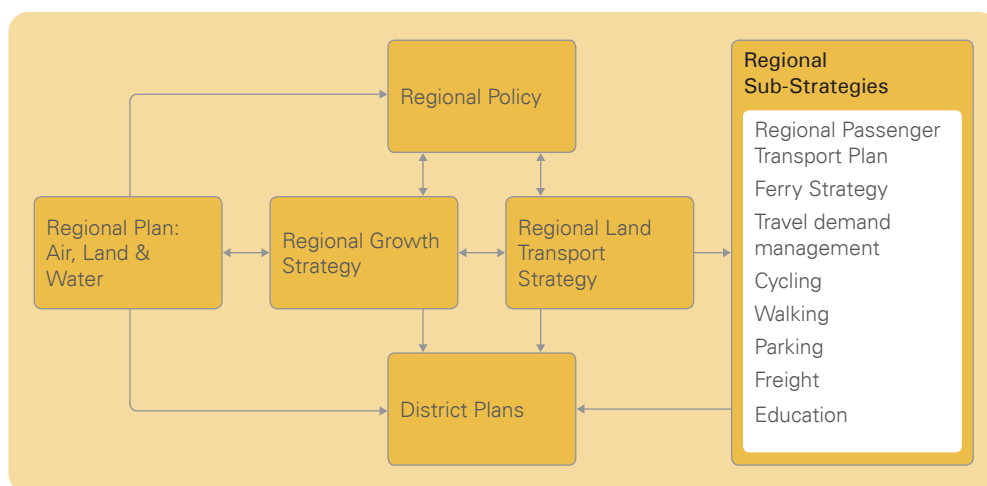 Regional Policy
Regional Plan:
Air, Land &
Water
Regional Growth
Strategy
Regional Land
Transport
Strategy
District Plans
Regional
Sub-Strategies
Regional Passenger
Transport Plan
Ferry Strategy
Travel demand
management
Cycling
Walking
Parking
Freight
Education